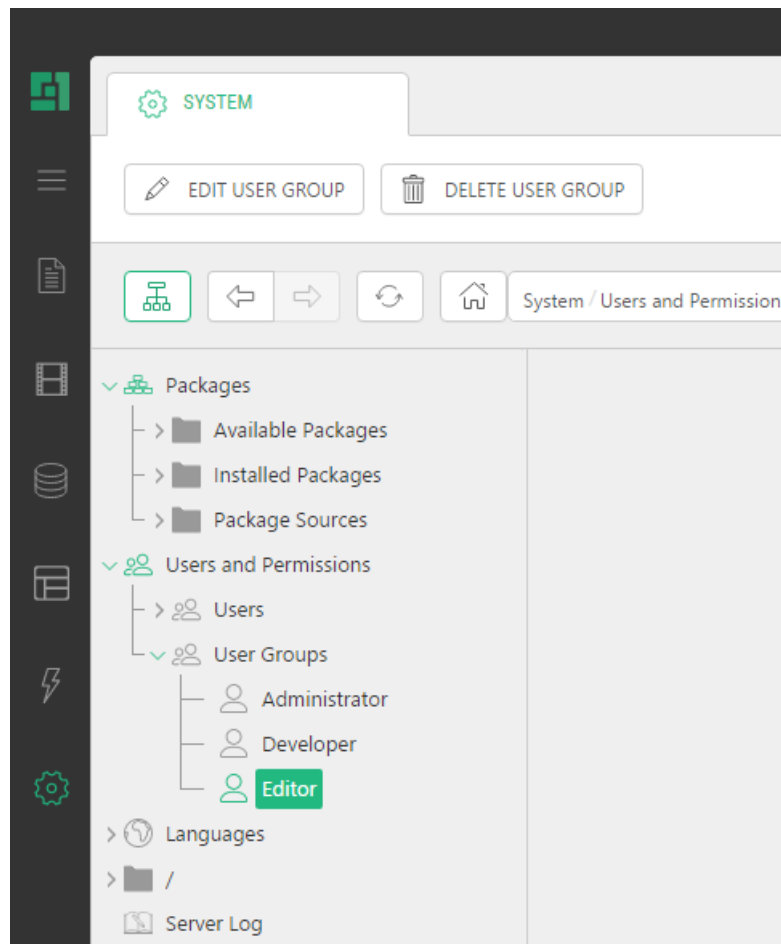 SYSTEM
EDIT USER GROUP DELETE USER GROUP
System / Users and Permission
Packages
Available Packages
Installed Packages
Package Sources
Users and Permissions
Users
User Groups
Administrator
Developer
Editor
Languages
/
Server Log